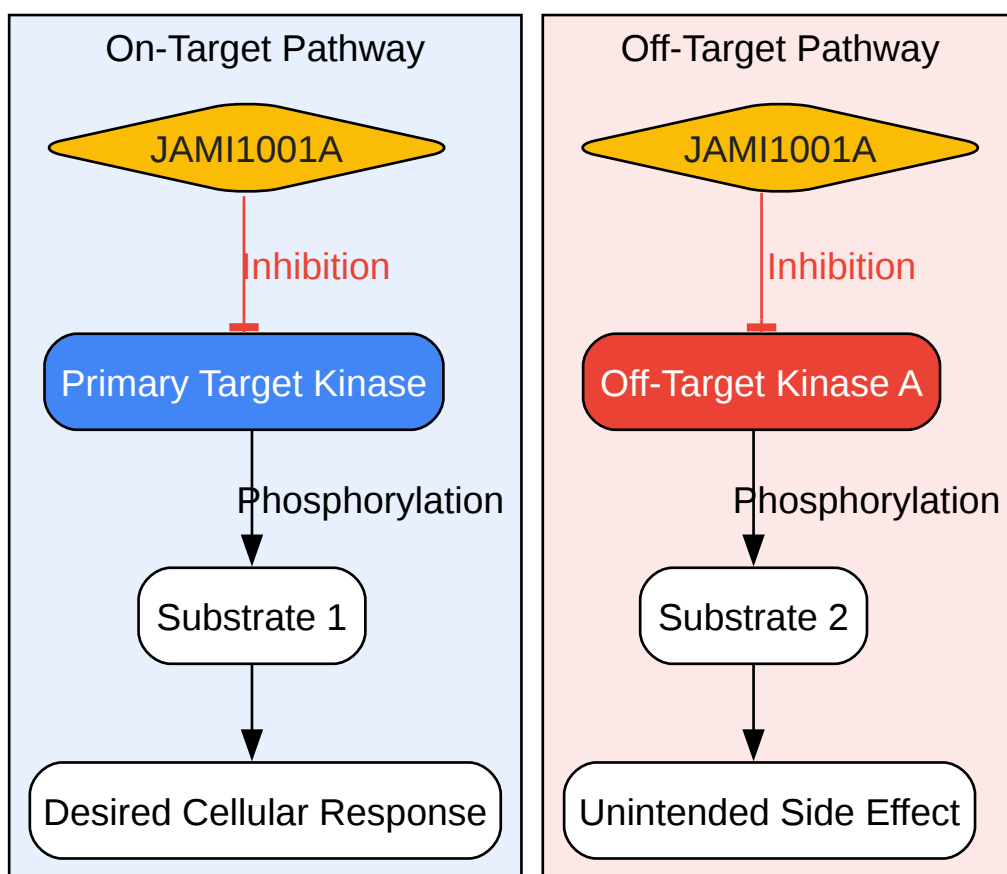 On-Target Pathway
JAMI1001A
Inhibition
Primary Target Kinase
Phosphorylation
Substrate 1
Desired Cellular Response
Off-Target Pathway
JAMI1001A
Inhibition
Off-Target Kinase A
Phosphorylation
Substrate 2
Unintended Side Effect